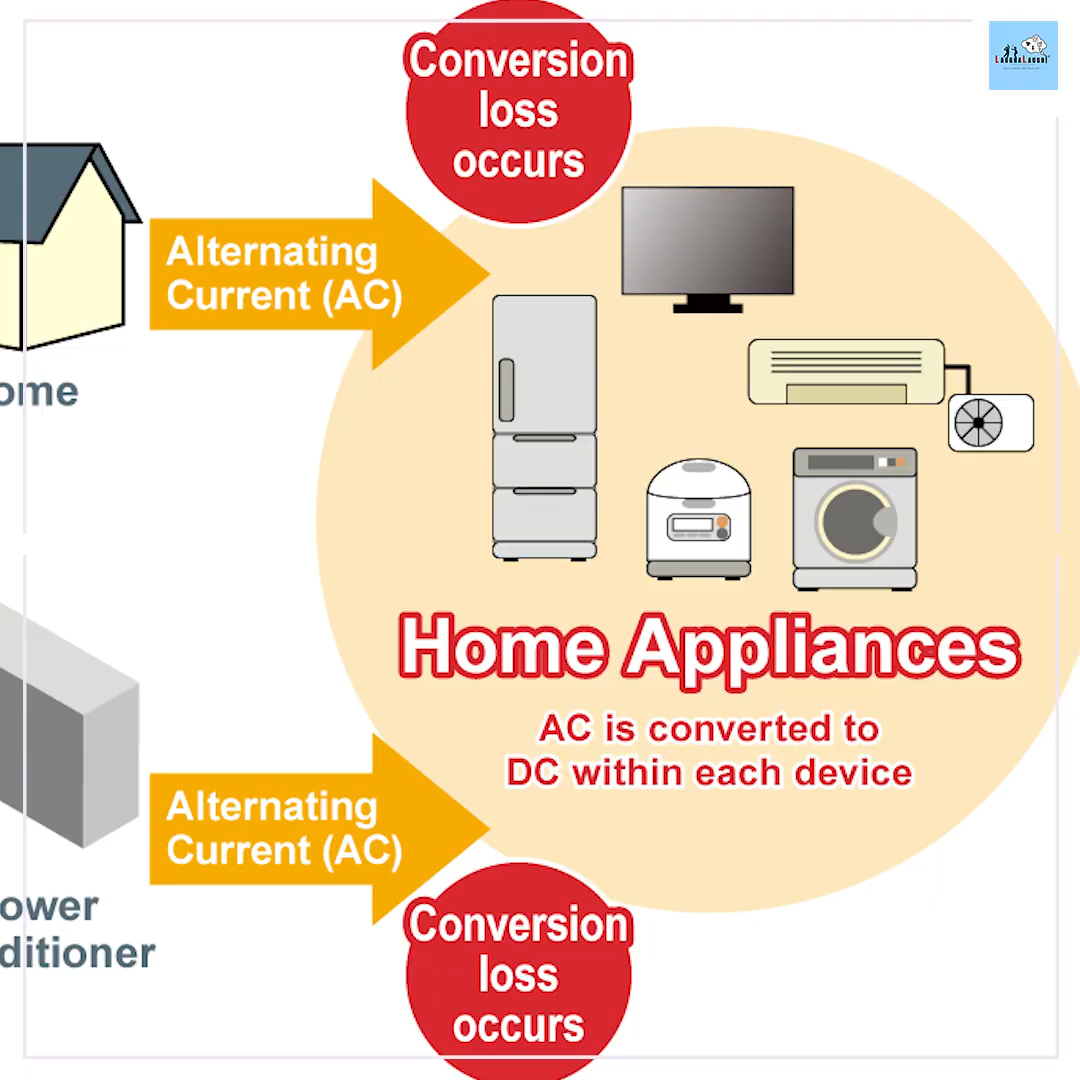 Conversion
loss
occurs
LaughaLaughi
Alternating
Current (AC)
ome
Home Appliances
AC is converted to
DC within each device
Alternating
Current (AC)
ower
ditioner
Conversion
loss
occurs